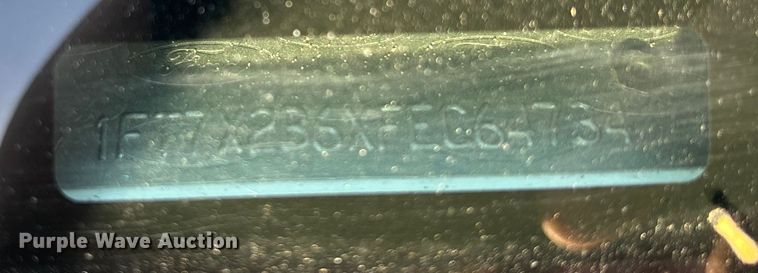 1FT7X2B6XFEC64734
Purple Wave Auction